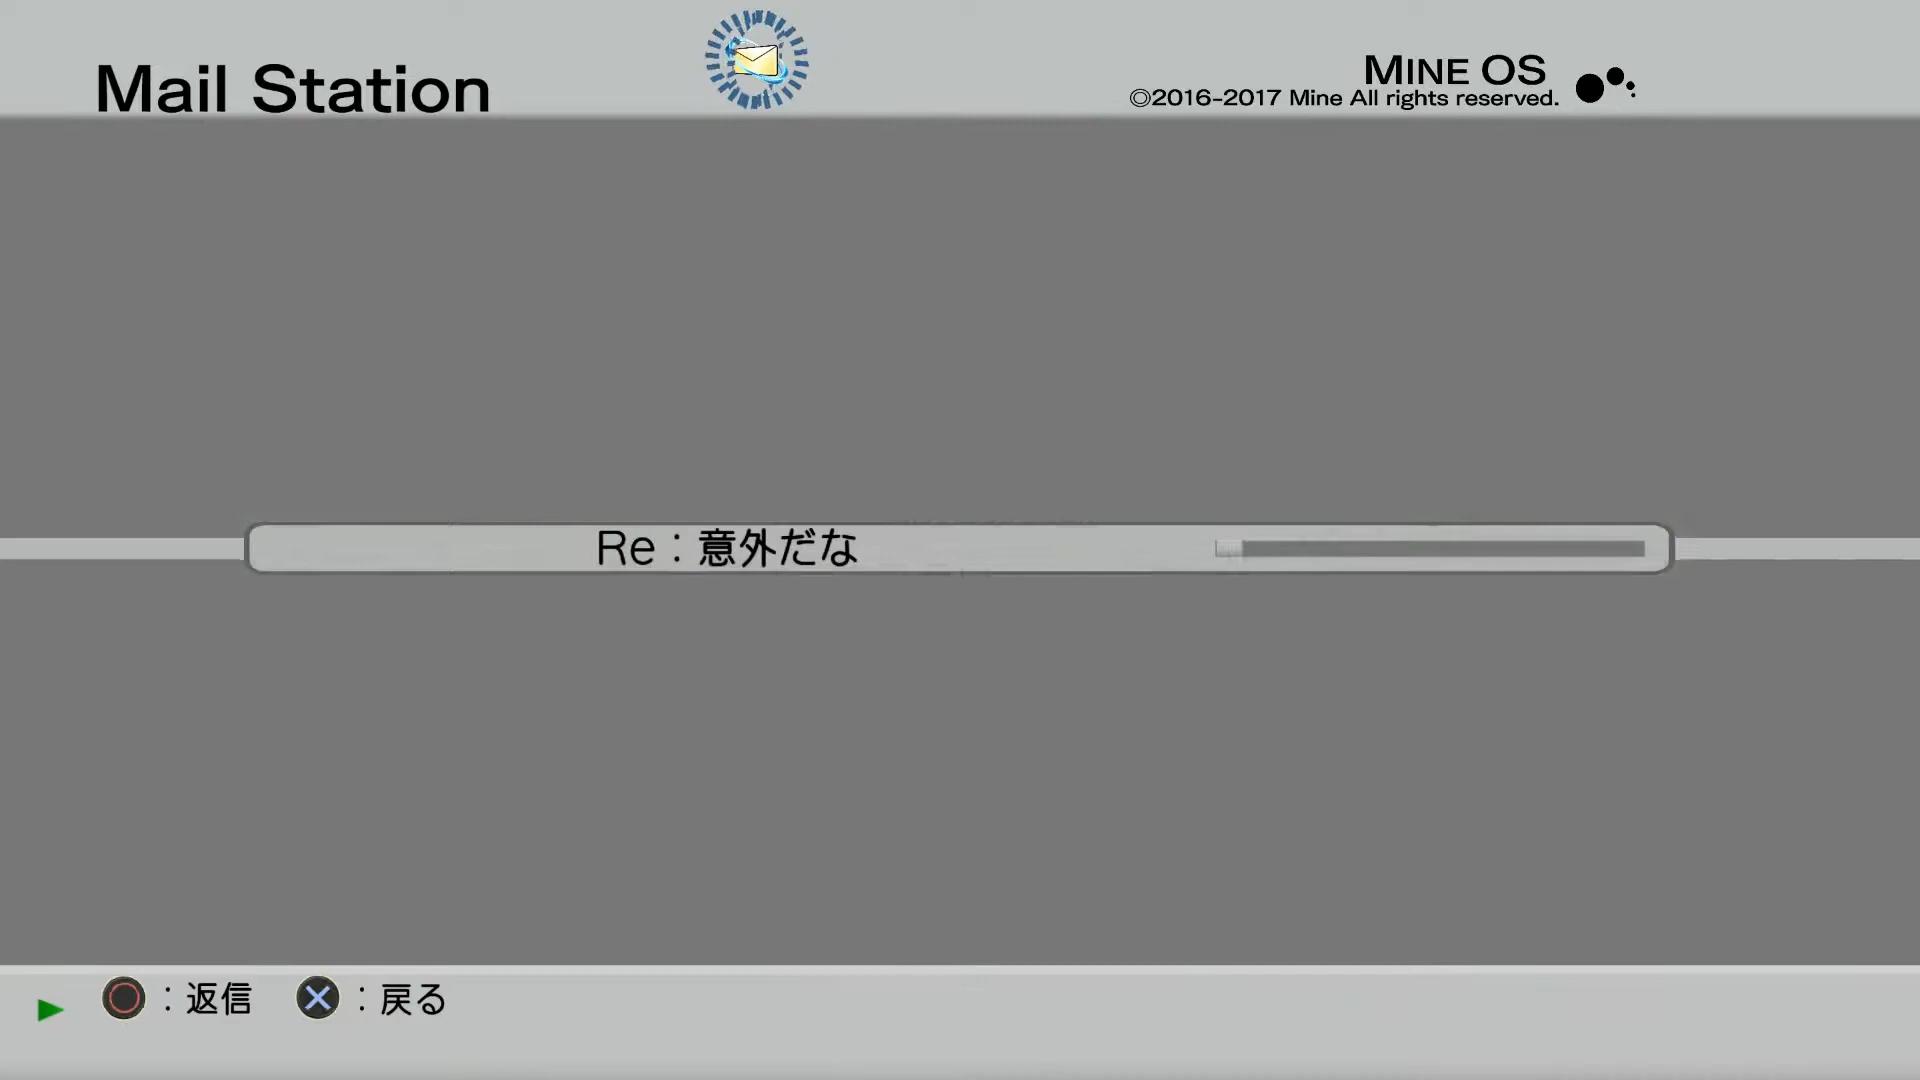 Mail Station
MINE OS
©2016-2017 Mine All rights reserved.
Re：意外だな
：返信 ：戻る